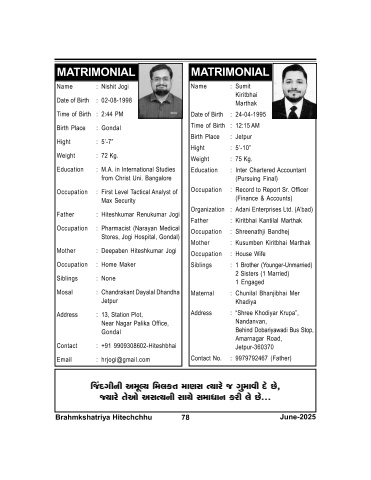 MATRIMONIAL
Name : Nishit Jogi
Date of Birth : 02-08-1998
Time of Birth : 2:44 PM
Birth Place : Gondal
Hight : 5'-7"
Weight : 72 Kg.
Education : M.A. in International Studies
from Christ Uni. Bangalore
Occupation : First Level Tactical Analyst of
Max Security
Father : Hiteshkumar Renukumar Jogi
Occupation : Pharmacist (Narayan Medical
Stores, Jogi Hospital, Gondal)
Mother : Deepaben Hiteshkumar Jogi
Occupation : Home Maker
Siblings : None
Mosal : Chandrakant Dayalal Dhandha
Jetpur
Address : 13, Station Plot,
Near Nagar Palika Office,
Gondal
Contact : +91 9909308602-Hiteshbhai
Email : hrjogi@gmail.com
MATRIMONIAL
Name : Sumit
Kiritbhai
Marthak
Date of Birth : 24-04-1995
Time of Birth : 12:15 AM
Birth Place : Jetpur
Hight : 5'-10"
Weight : 75 Kg.
Education : Inter Chartered Accountant
(Pursuing Final)
Occupation : Record to Report Sr. Officer
(Finance & Accounts)
Organization : Adani Enterprises Ltd. (A'bad)
Father : Kiritbhai Kantilal Marthak
Occupation : Shreenathji Bandhej
Mother : Kusumben Kiritbhai Marthak
Occupation : House Wife
Siblings : 1 Brother (Younger-Unmarried)
2 Sisters (1 Married)
1 Engaged
Maternal : Chunilal Bhanjibhai Mer
Khadiya
Address : "Shree Khodiyar Krupa",
Nandanvan,
Behind Dobariyawadi Bus Stop,
Amarnagar Road,
Jetpur-360370
Contact No. : 9979792467 (Father)
જિંદગીની અમૂલ્ય મિલકત માણસ ત્યારે જ ગુમાવી દે છે,
જ્યારે તેઓ અસત્યની સાથે સમાધાન કરી લે છે...
Brahmkshatriya Hitechchhu 78 June-2025